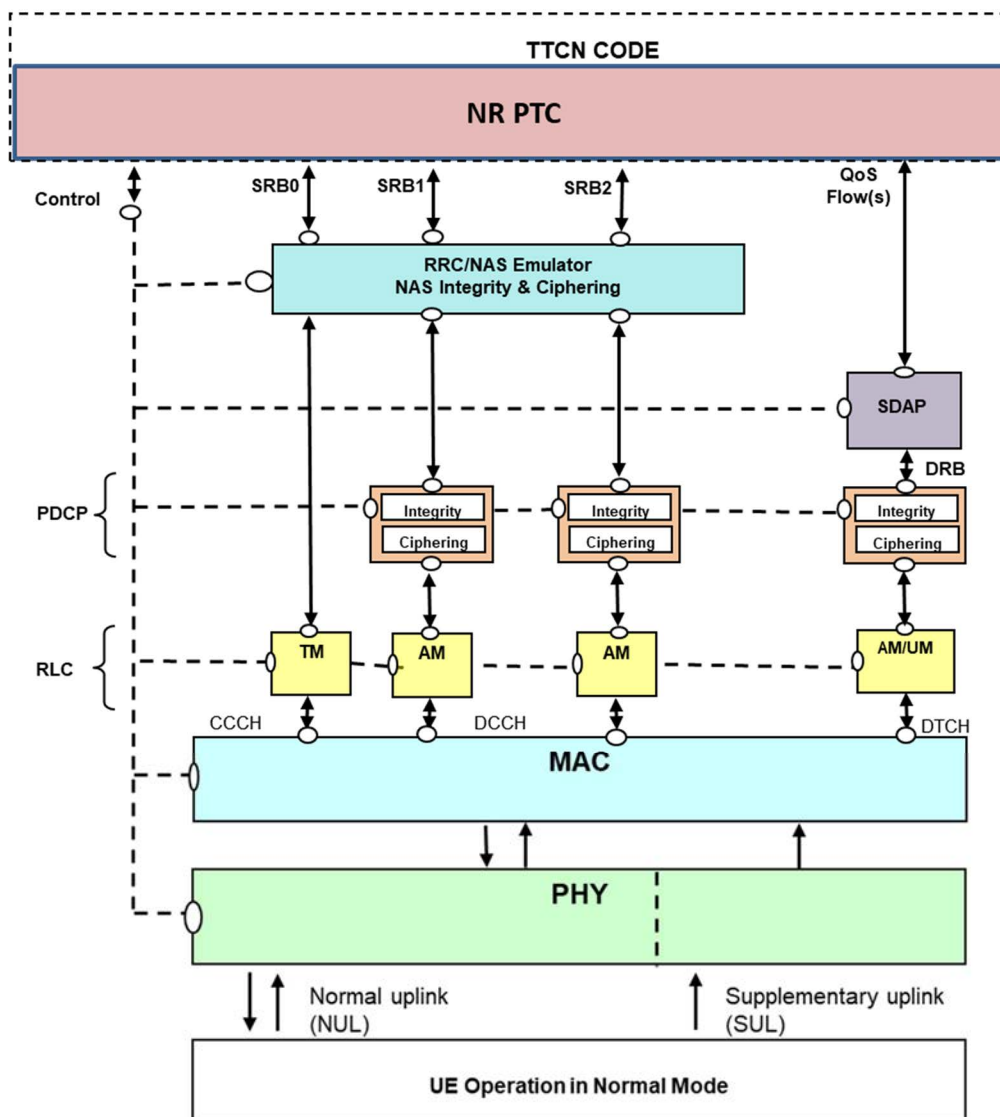 TTCN CODE
NR PTC
Control
SRB0
SRB1
SRB2
QoS
Flow(s)
RRC/NAS Emulator
NAS Integrity & Ciphering
SDAP
DRB
PDCP
Integrity
Ciphering
Integrity
Ciphering
Integrity
Ciphering
RLC
TM
AM
AM
AM/UM
CCCH
DCCH
DTCH
MAC
PHY
Normal uplink
(NUL)
Supplementary uplink
(SUL)
UE Operation in Normal Mode